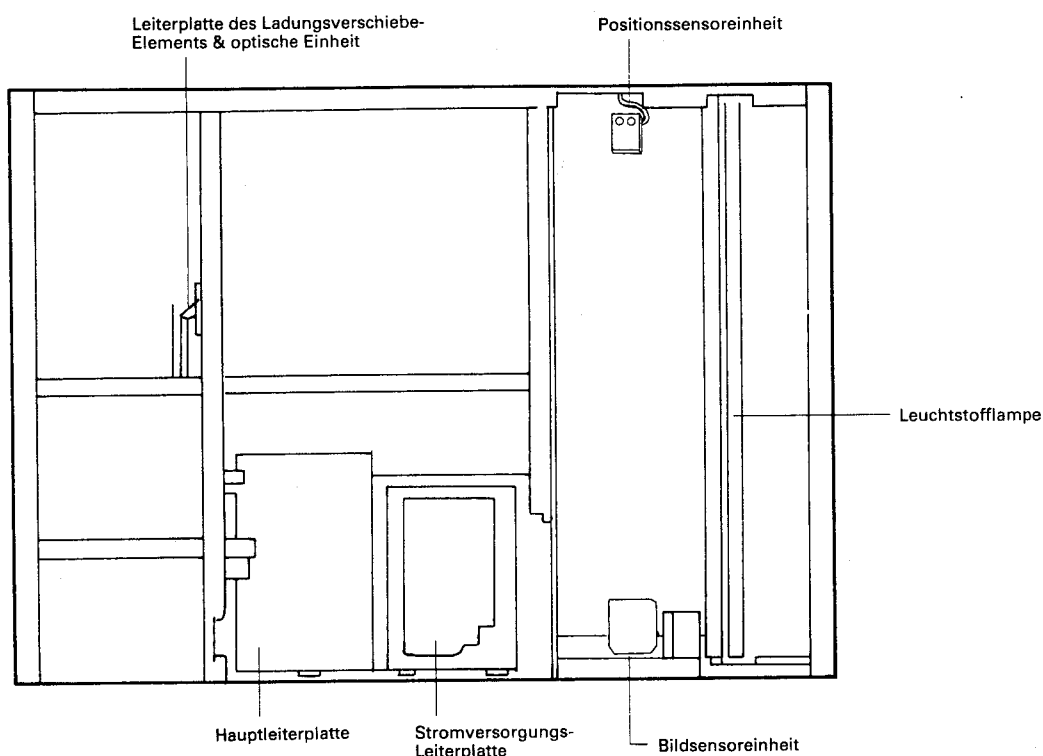 Leiterplatte des Ladungsverschiebe-
Elements & optische Einheit
Positionssensoreinheit
Leuchtstofflampe
Hauptleiterplatte
Stromversorgungs-
Leiterplatte
Bildsensoreinheit